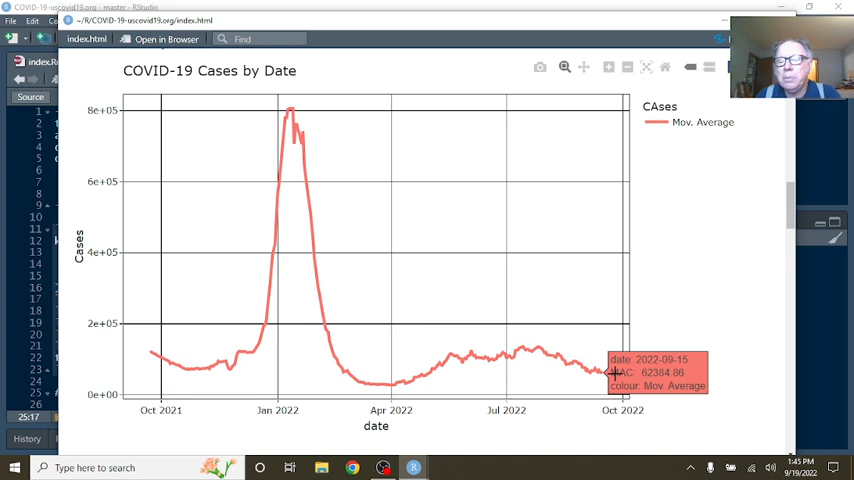 COVID-19-uscovid19.org - master - RStudio
File Edit
~/R/COVID-19-uscovid19.org/index.html
index.html
Open in Browser
Find
index.R
Source
COVID-19 Cases by Date
8e+05
6e+05
4e+05
2e+05
0e+00
Cases
CAses
Mov. Average
date: 2022-09-15
MAC: 62384.86
colour: Mov. Average
Oct 2021
Jan 2022
Apr 2022
Jul 2022
Oct 2022
date
1
2
3
4
5
6
7
8
9
10
11
12
13
14
15
16
17
18
19
20
21
22
23
24
25
26
25:17
History
Type here to search
1:45 PM
9/19/2022